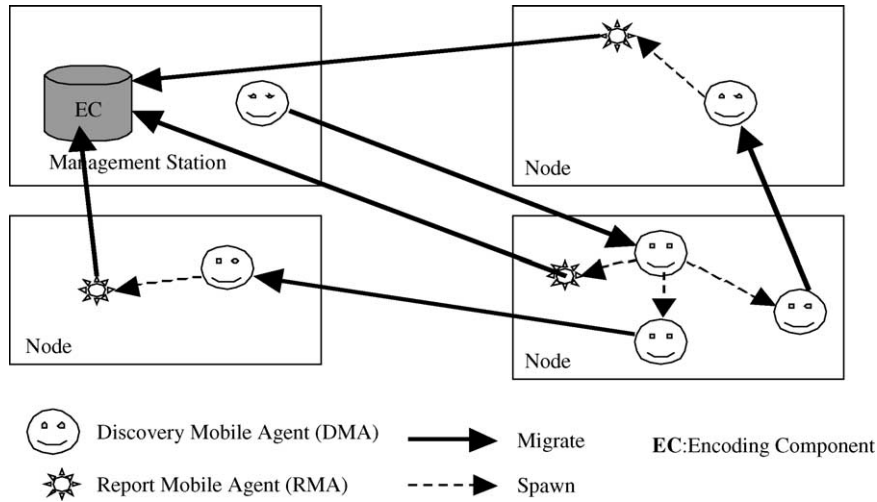 EC
Management Station
Node
Node
Node
Discovery Mobile Agent (DMA)
Migrate
EC:Encoding Component
Report Mobile Agent (RMA)
Spawn